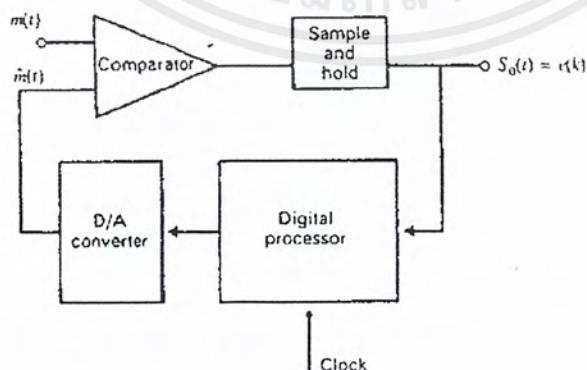 m(t)
m̃(t)
Comparator
Sample
and
hold
S₀(t) = e(k)
D/A
converter
Digital
processor
Clock